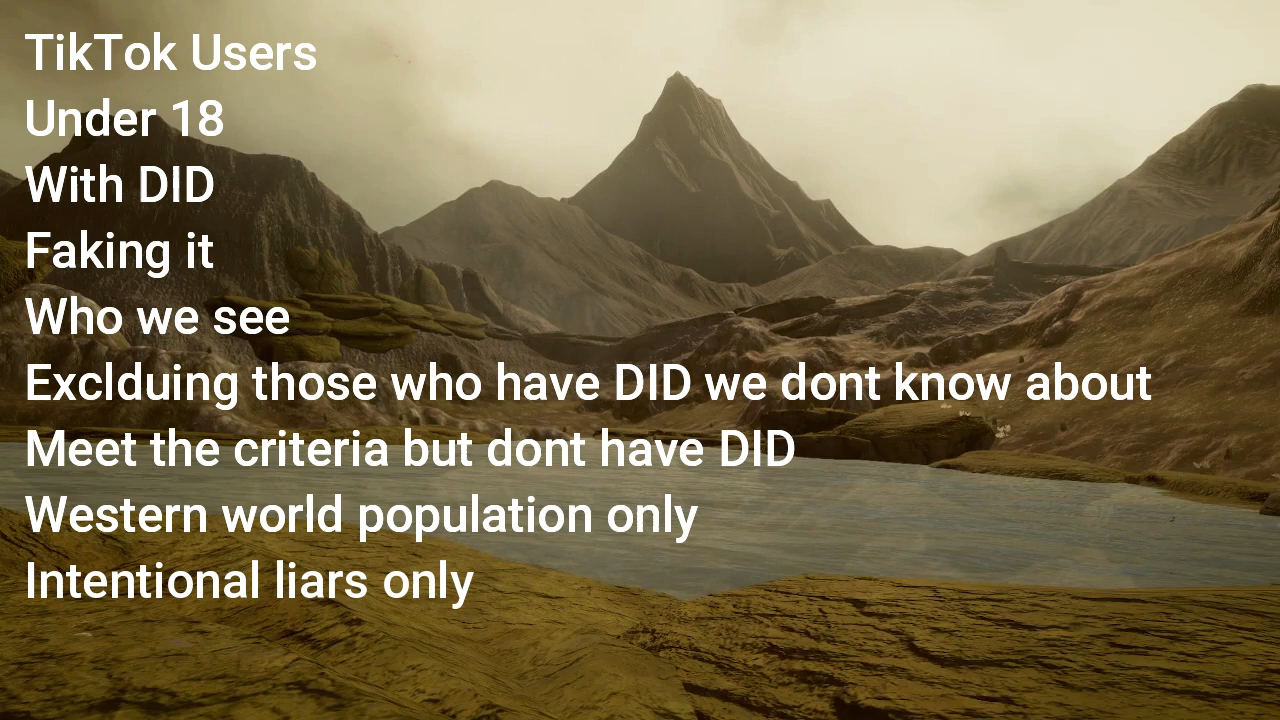 TikTok Users
Under 18
With DID
Faking it
Who we see
Exclduing those who have DID we dont know about
Meet the criteria but dont have DID
Western world population only
Intentional liars only